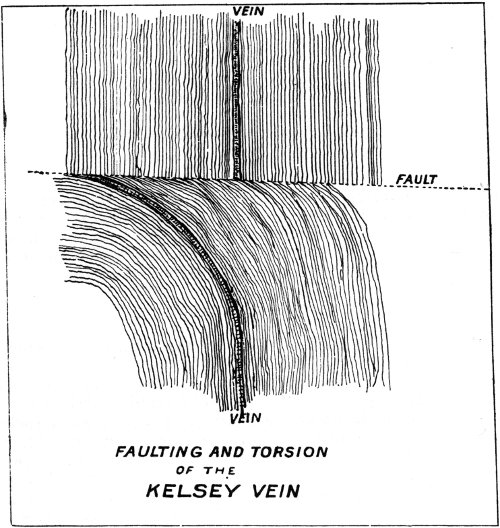 VEIN
FAULT
VEIN
FAULTING AND TORSION
OF THE
KELSEY VEIN